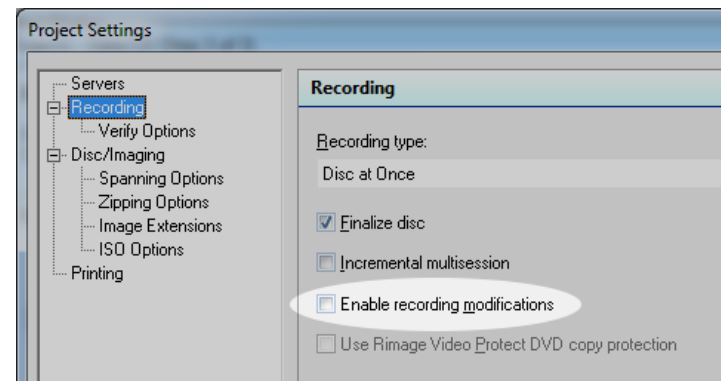 Project Settings
Servers
Recording
Verify Options
Disc/Imaging
Spanning Options
Zipping Options
Image Extensions
ISO Options
Printing
Recording
Recording type:
Disc at Once
Finalize disc
Incremental multisession
Enable recording modifications
Use Rimage Video Protect DVD copy protection